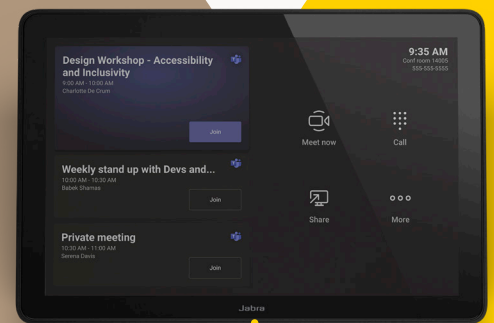 Design Workshop - Accessibility
and Inclusivity
9:00 AM - 10:00 AM
Charlotte De Crum
Join
Weekly stand up with Devs and...
10:00 AM - 10:30 AM
Babek Shamas
Join
Private meeting
10:30 AM - 11:00 AM
Serena Davis
Join
9:35 AM
Conf room 14005
555-555-5555
Meet now
Call
Share
More
Jabra